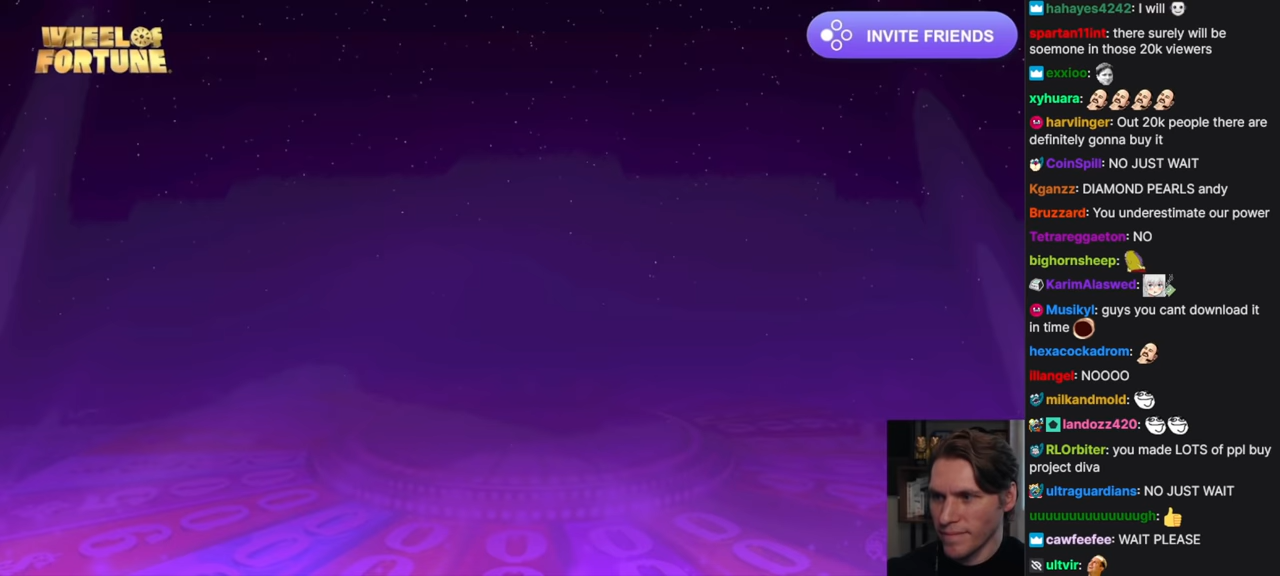 WHEEL OF
FORTUNE
INVITE FRIENDS
hahayes4242: I will
spartan11int: there surely will be
soemone in those 20k viewers
exxioo:
xyhuara:
harvlinger: Out 20k people there are
definitely gonna buy it
CoinSpill: NO JUST WAIT
Kganzz: DIAMOND PEARLS andy
Bruzzard: You underestimate our power
Tetrareggaeton: NO
bighornsheep:
KarimAlaswed:
Musikyl: guys you cant download it
in time
hexacockadrom:
iliangel: NOOOO
milkandmold:
landozz420:
RLOrbiter: you made LOTS of ppl buy
project diva
ultraguardians: NO JUST WAIT
uuuuuuuuuuuuuugh:
cawfeefee: WAIT PLEASE
ultvir: